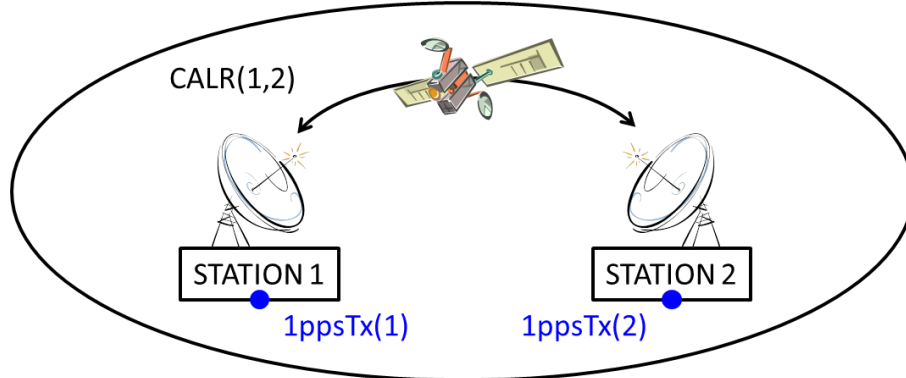 CALR(1,2)
STATION 1
STATION 2
1ppsTx(1)
1ppsTx(2)